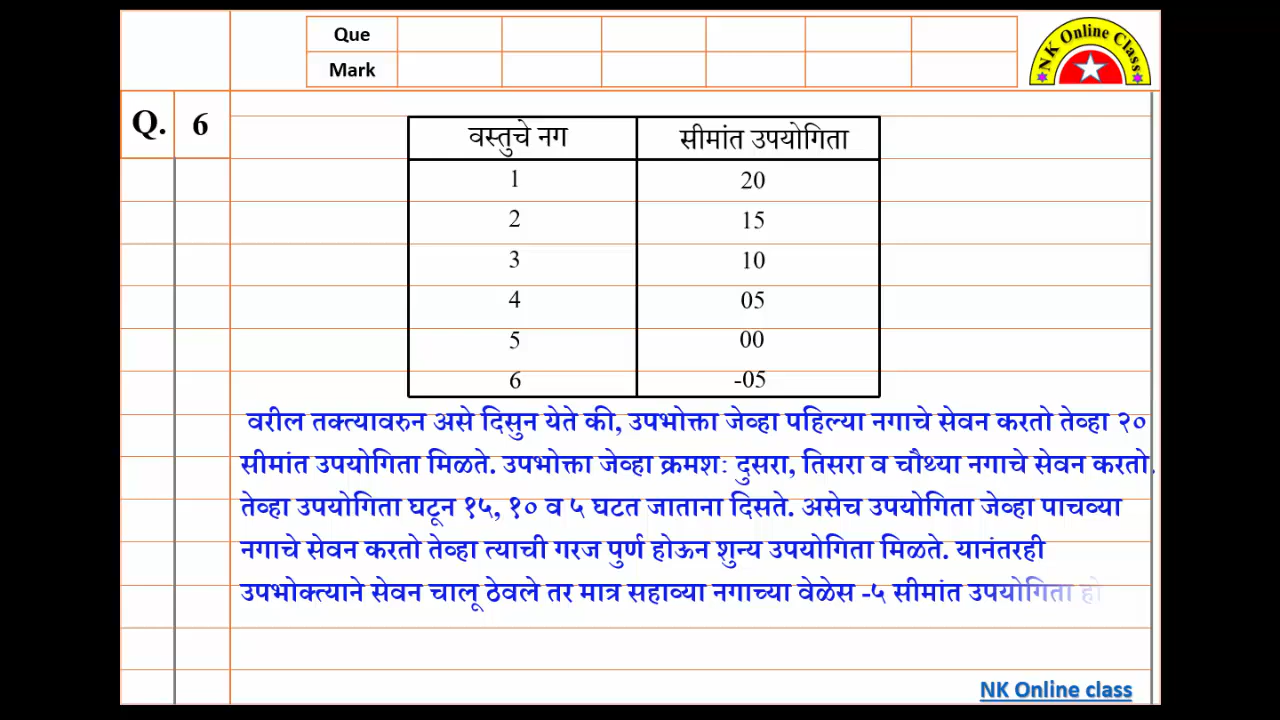 Que
Mark
NK Online Class
Q. 6
वस्तुचे नग सीमांत उपयोगिता
1 20
2 15
3 10
4 05
5 00
6 -05
वरील तक्त्यावरुन असे दिसुन येते की, उपभोक्ता जेव्हा पहिल्या नगाचे सेवन करतो तेव्हा २०
सीमांत उपयोगिता मिळते. उपभोक्ता जेव्हा क्रमश: दुसरा, तिसरा व चौथ्या नगाचे सेवन करतो.
तेव्हा उपयोगिता घटून १५, १० व ५ घटत जाताना दिसते. असेच उपयोगिता जेव्हा पाचव्या
नगाचे सेवन करतो तेव्हा त्याची गरज पुर्ण होऊन शुन्य उपयोगिता मिळते. यानंतरही
उपभोक्त्याने सेवन चालू ठेवले तर मात्र सहाव्या नगाच्या वेळेस -५ सीमांत उपयोगिता हो
NK Online class